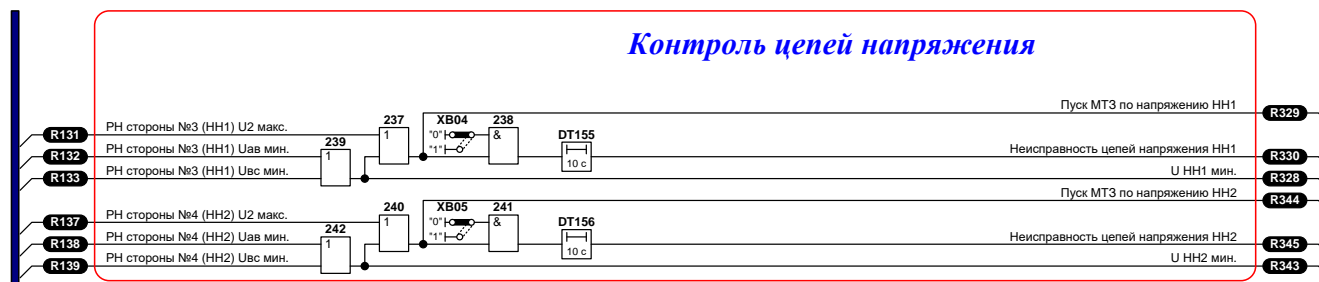 Контроль цепей напряжения
Пуск МТЗ по напряжению НН1
R329
R131
РН стороны №3 (НН1) U2 макс.
237
1
XB04
"0"
"1"
238
&
DT155
10 с
R132
РН стороны №3 (НН1) Uав мин.
239
1
Неисправность цепей напряжения НН1
R330
R133
РН стороны №3 (НН1) Uвс мин.
U НН1 мин.
R328
Пуск МТЗ по напряжению НН2
R344
R137
РН стороны №4 (НН2) U2 макс.
240
1
XB05
"0"
"1"
241
&
DT156
10 с
R138
РН стороны №4 (НН2) Uав мин.
242
1
Неисправность цепей напряжения НН2
R345
R139
РН стороны №4 (НН2) Uвс мин.
U НН2 мин.
R343